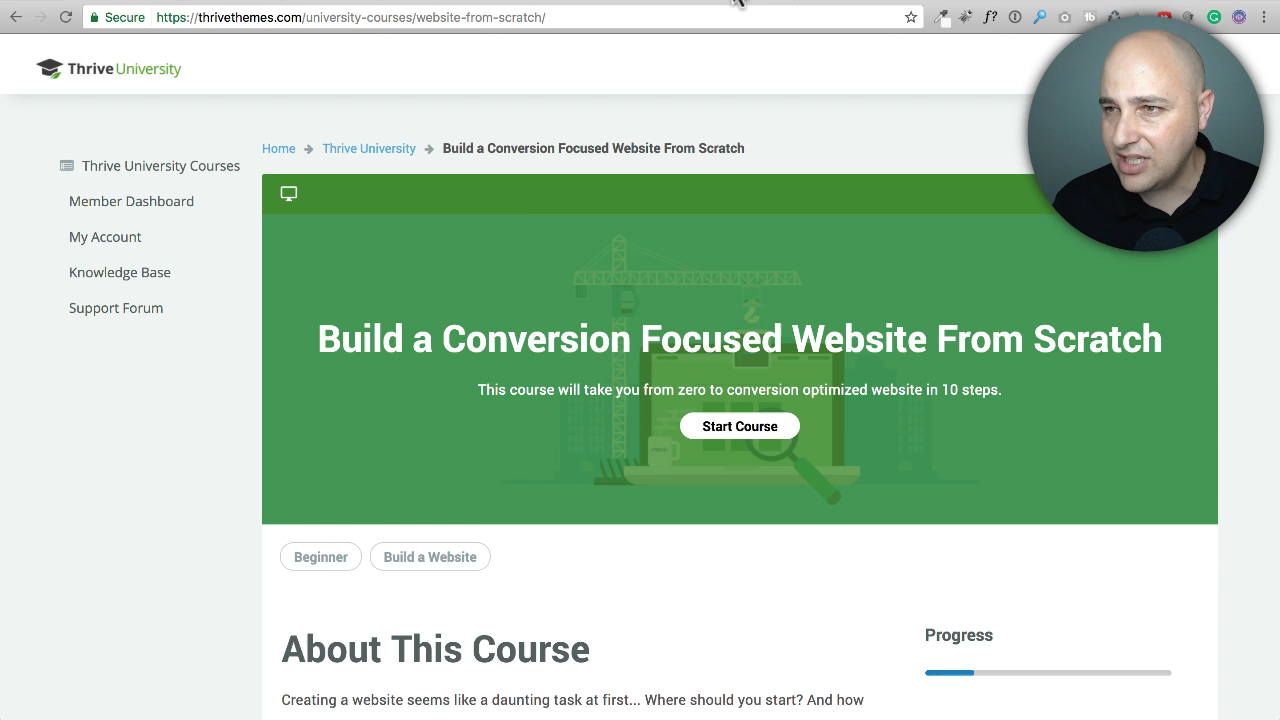 Secure
https://thrivethemes.com/university-courses/website-from-scratch/
f?
Thrive University
Home
Thrive University
Build a Conversion Focused Website From Scratch
Thrive University Courses
Member Dashboard
My Account
Knowledge Base
Support Forum
Build a Conversion Focused Website From Scratch
This course will take you from zero to conversion optimized website in 10 steps.
Start Course
Beginner
Build a Website
About This Course
Progress
Creating a website seems like a daunting task at first... Where should you start? And how